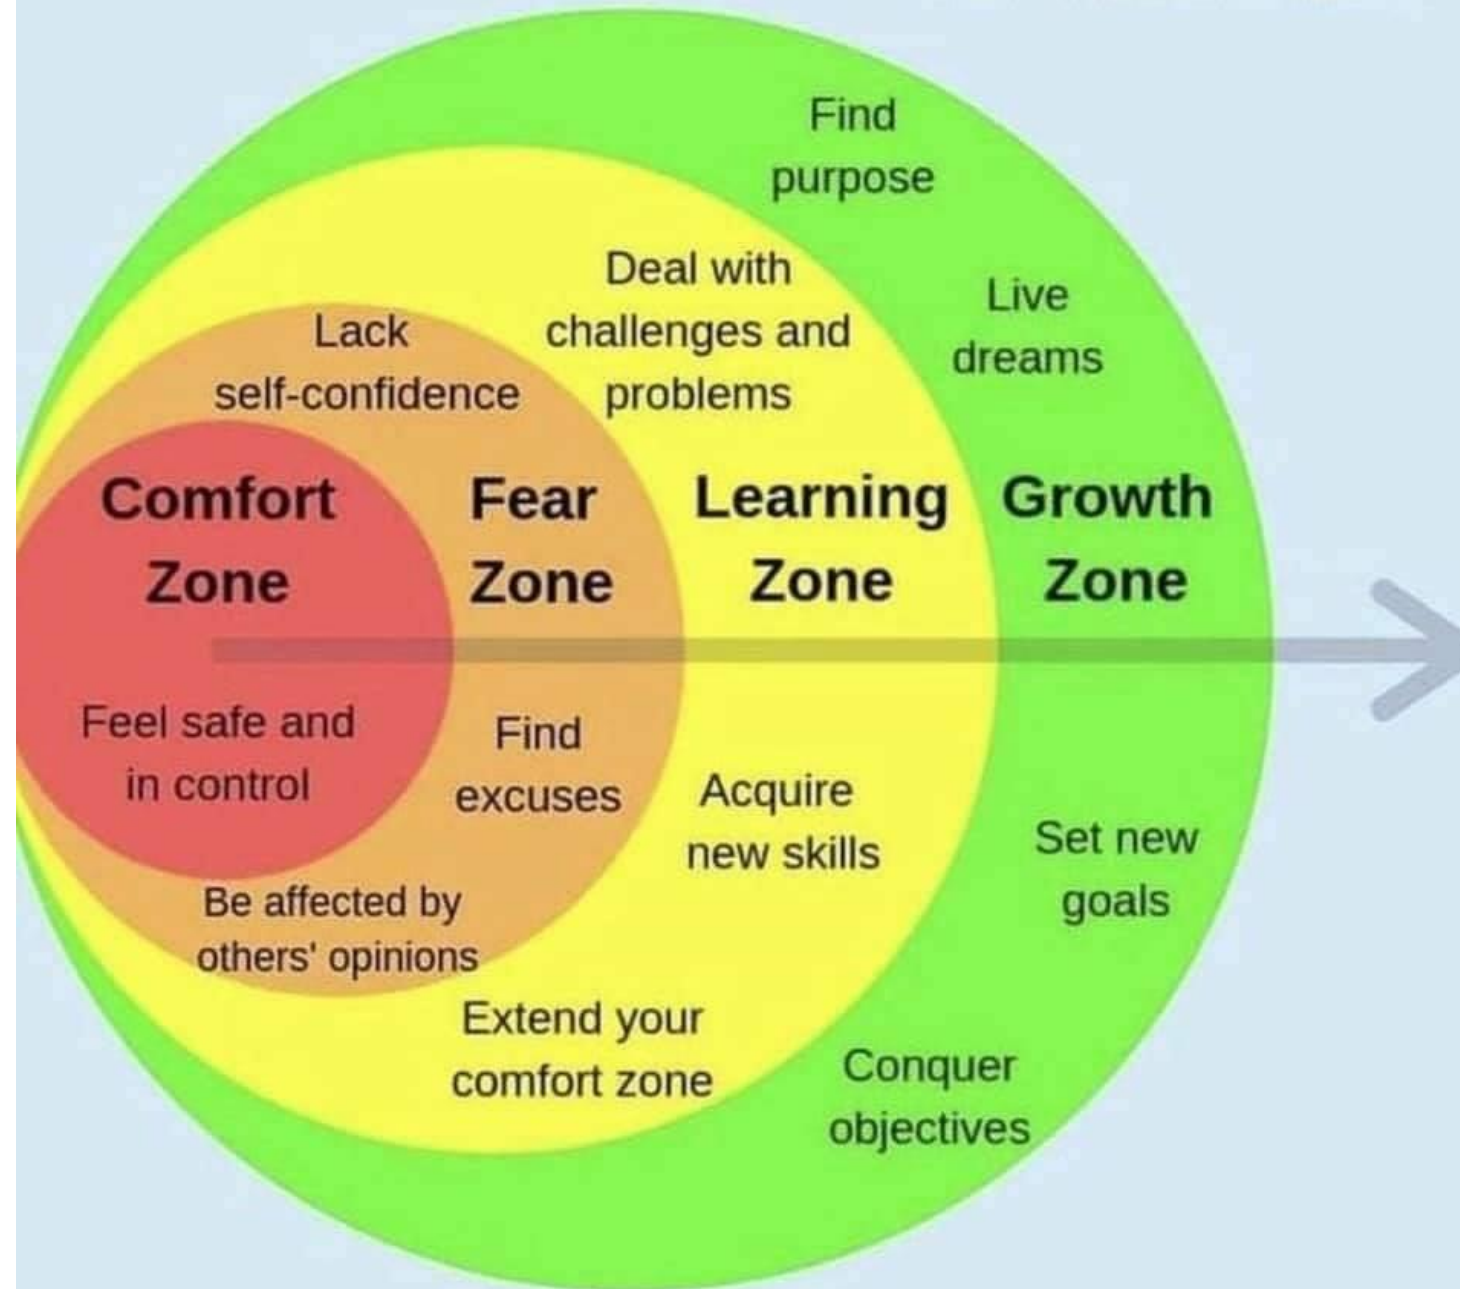 Find
purpose
Live
dreams
Deal with
challenges and
problems
Lack
self-confidence
Comfort
Zone
Fear
Zone
Learning
Zone
Growth
Zone
Feel safe and
in control
Find
excuses
Be affected by
others' opinions
Acquire
new skills
Extend your
comfort zone
Set new
goals
Conquer
objectives